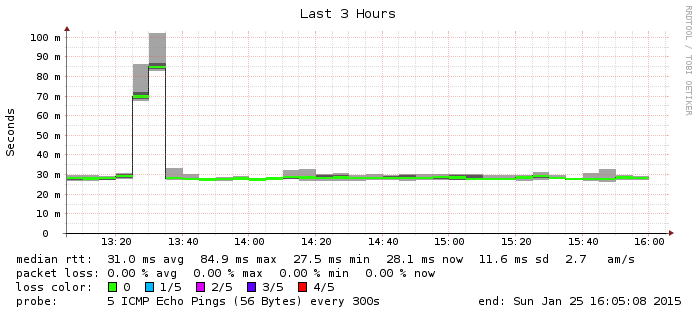 Last 3 Hours
RRDTOOL / TOBI OETIKER
Seconds
100 m
90 m
80 m
70 m
60 m
50 m
40 m
30 m
20 m
10 m
0
13:20 13:40 14:00 14:20 14:40 15:00 15:20 15:40 16:00
median rtt: 31.0 ms avg 84.9 ms max 27.5 ms min 28.1 ms now 11.6 ms sd 2.7 am/s
packet loss: 0.00 % avg 0.00 % max 0.00 % min 0.00 % now
loss color: 0 1/5 2/5 3/5 4/5
probe: 5 ICMP Echo Pings (56 Bytes) every 300s end: Sun Jan 25 16:05:08 2015